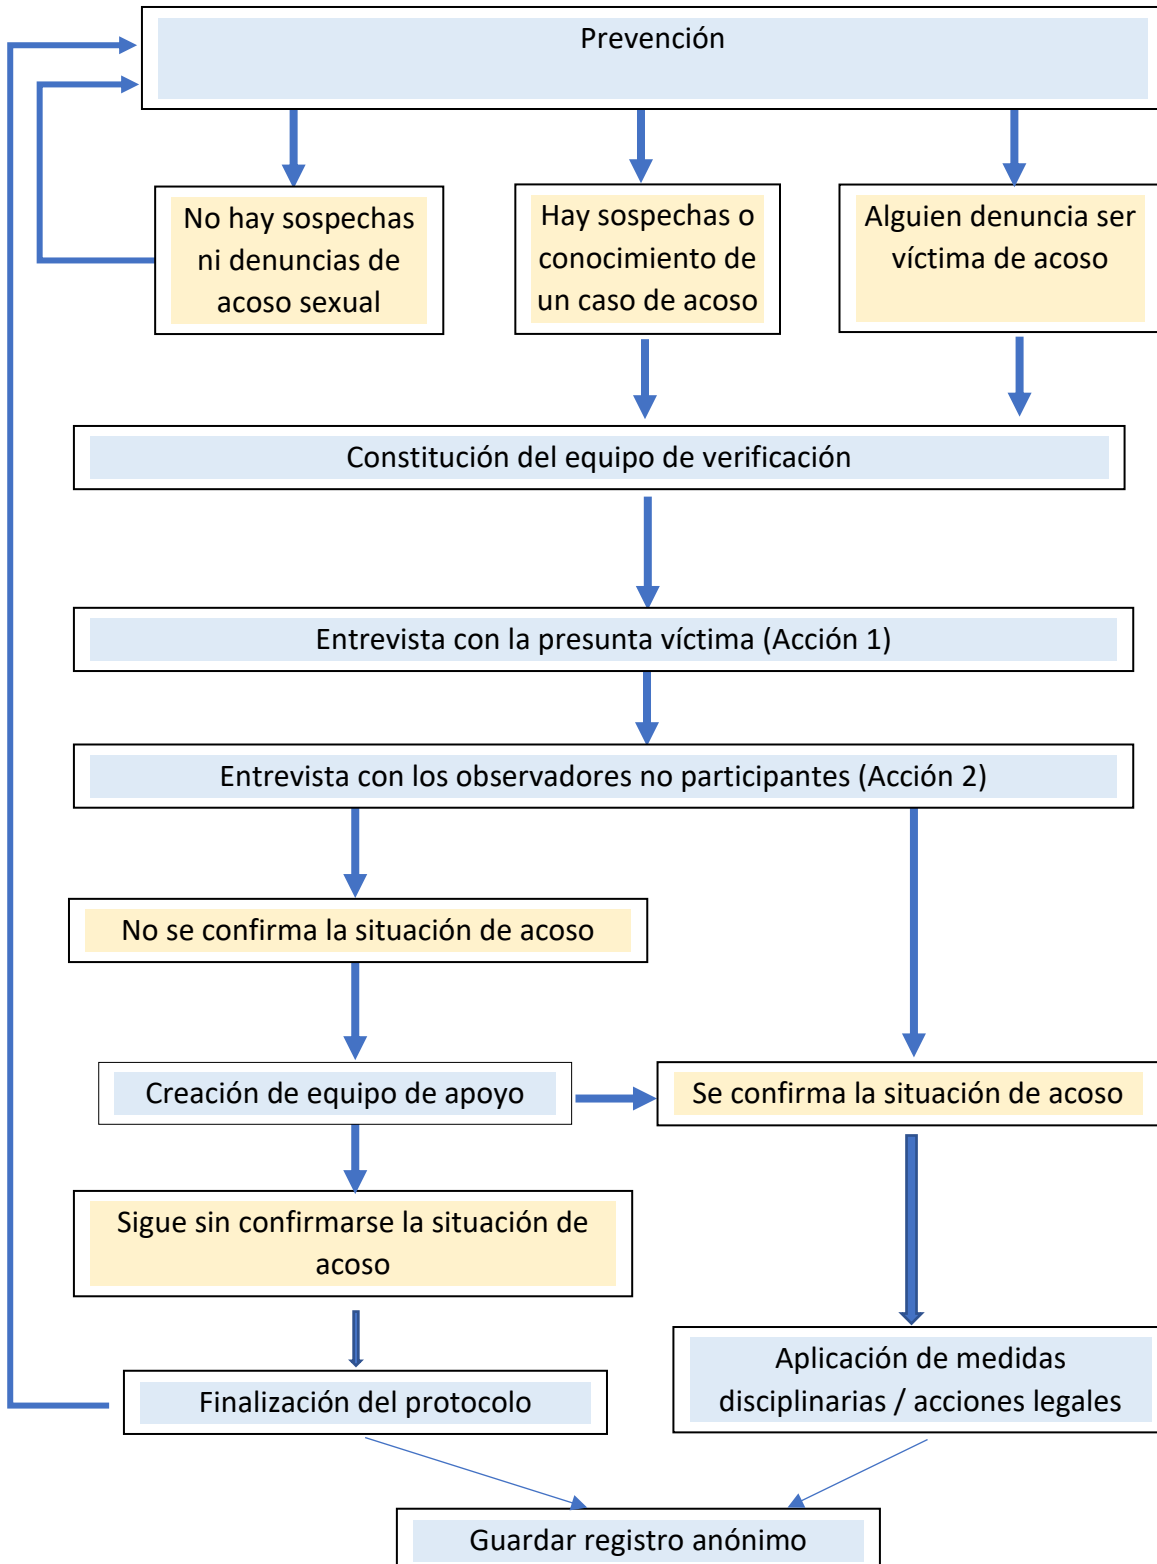 Prevención
No hay sospechas
ni denuncias de
acoso sexual
Hay sospechas o
conocimiento de
un caso de acoso
Alguien denuncia ser
víctima de acoso
Constitución del equipo de verificación
Entrevista con la presunta víctima (Acción 1)
Entrevista con los observadores no participantes (Acción 2)
No se confirma la situación de acoso
Creación de equipo de apoyo
Se confirma la situación de acoso
Sigue sin confirmarse la situación de
acoso
Aplicación de medidas
disciplinarias / acciones legales
Finalización del protocolo
Guardar registro anónimo